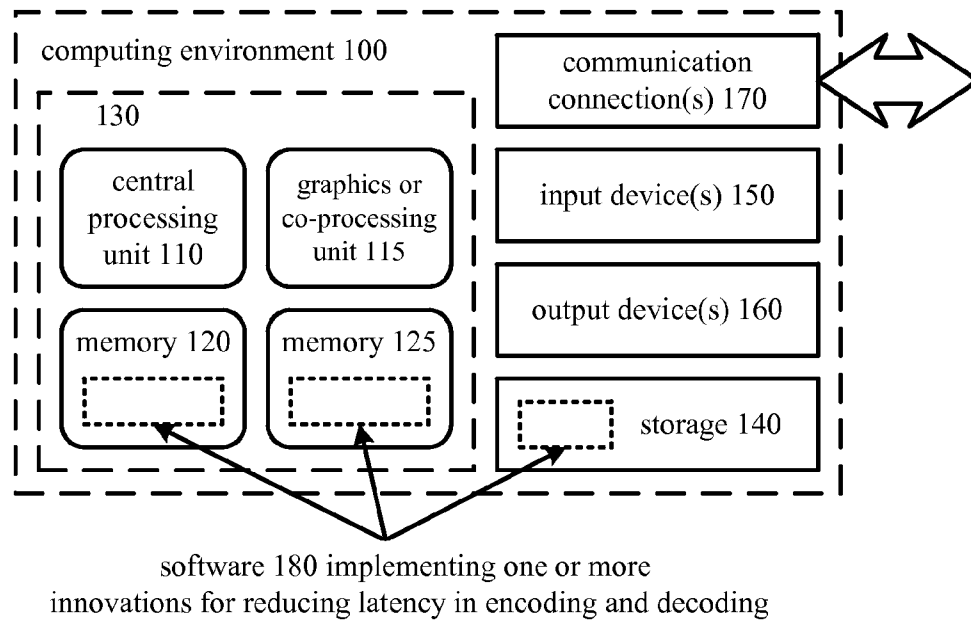 computing environment 100
130
central
processing
unit 110
graphics or
co-processing
unit 115
memory 120
memory 125
communication
connection(s) 170
input device(s) 150
output device(s) 160
storage 140
software 180 implementing one or more
innovations for reducing latency in encoding and decoding